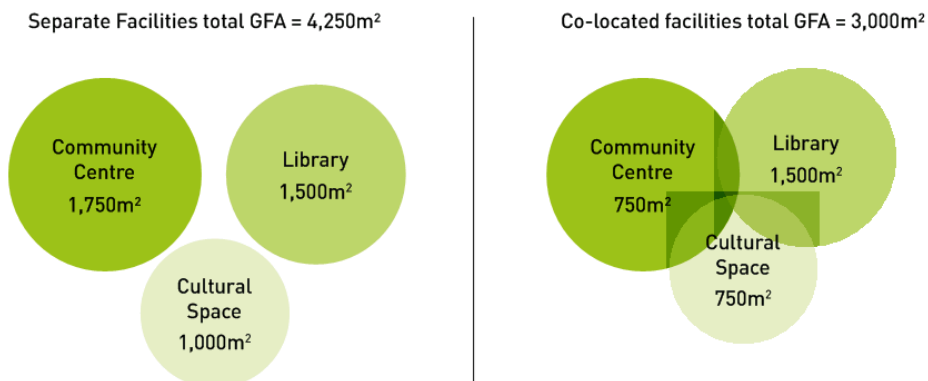 Separate Facilities total GFA = 4,250m²
Community
Centre
1,750m²
Library
1,500m²
Cultural
Space
1,000m²
Co-located facilities total GFA = 3,000m²
Community
Centre
750m²
Library
1,500m²
Cultural
Space
750m²